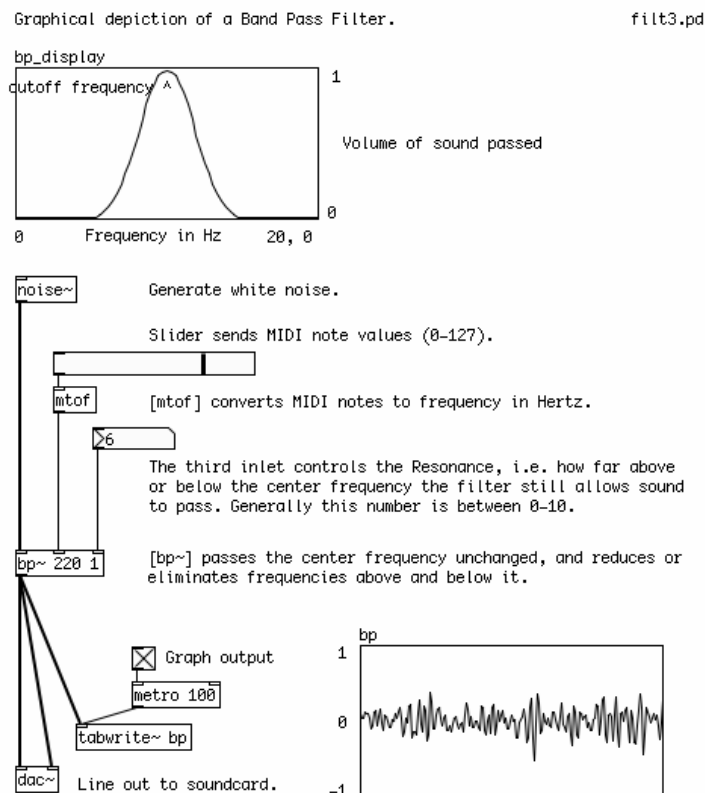 Graphical depiction of a Band Pass Filter.
filt3.pd
bp_display
cutoff frequency ^
1
Volume of sound passed
0
0
Frequency in Hz
20, 0
noise~
Generate white noise.
Slider sends MIDI note values (0-127).
mtof
[mtof] converts MIDI notes to frequency in Hertz.
6
The third inlet controls the Resonance, i.e. how far above
or below the center frequency the filter still allows sound
to pass. Generally this number is between 0-10.
bp~ 220 1
[bp~] passes the center frequency unchanged, and reduces or
eliminates frequencies above and below it.
bp
1
Graph output
metro 100
0
tabwrite~ bp
dac~
Line out to soundcard.
-1